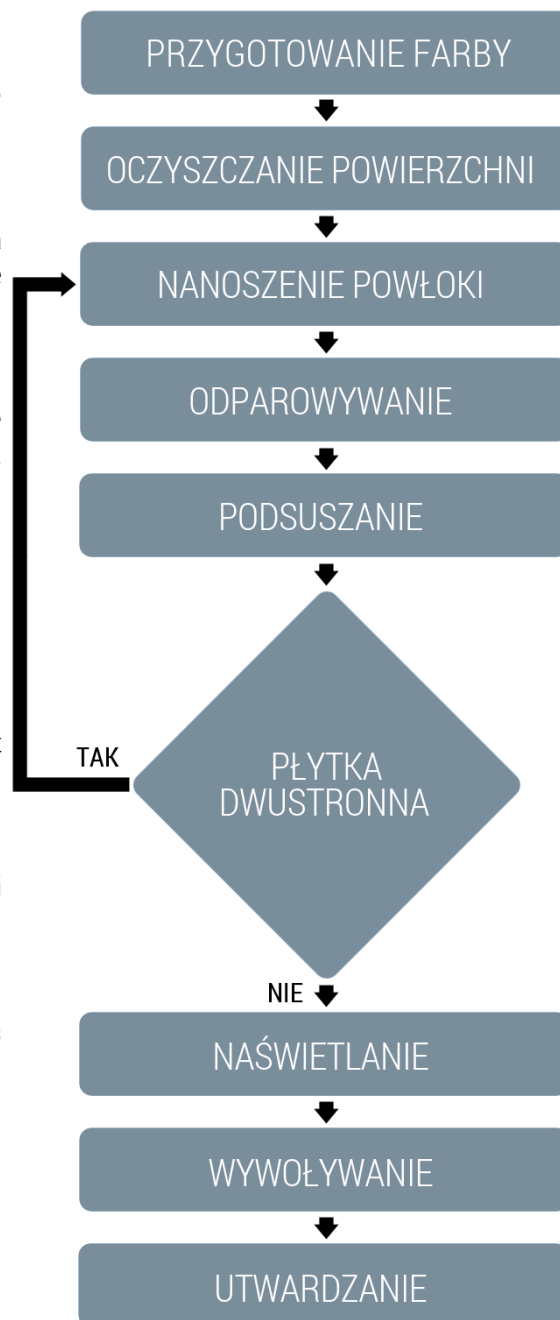 PRZYGOTOWANIE FARBY
OCZYSZCZANIE POWIERZCHNI
NANOSZENIE POWŁOKI
ODPAROWYWANIE
PODSUSZANIE
TAK
PŁYTKA
DWUSTRONNA
NIE
NAŚWIETLANIE
WYWOŁYWANIE
UTWARDZANIE